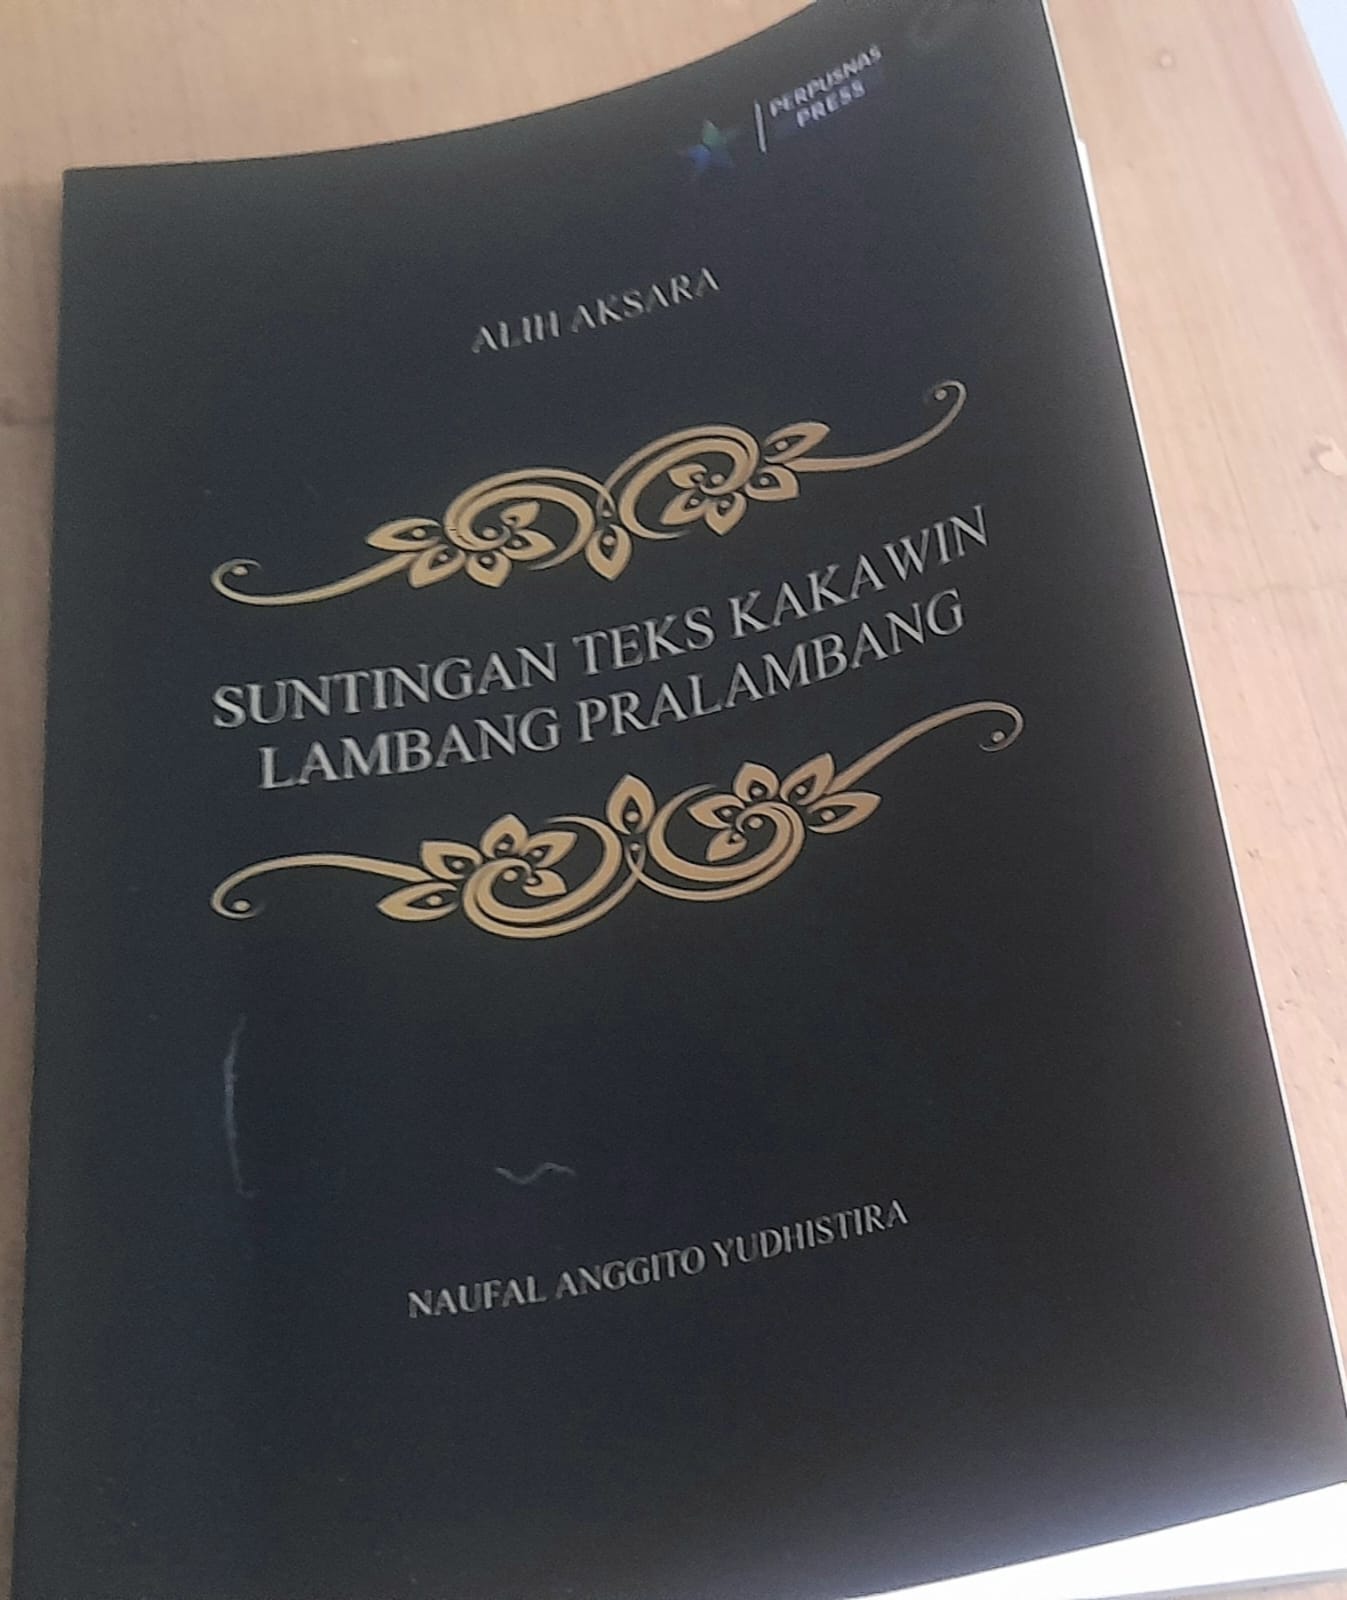 PERPUSNAS
PRESS
ALIH AKSARA
SUNTINGAN TEKS KAKAWIN
LAMBANG PRALAMBANG
NAUFAL ANGGITO YUDHISTIRA